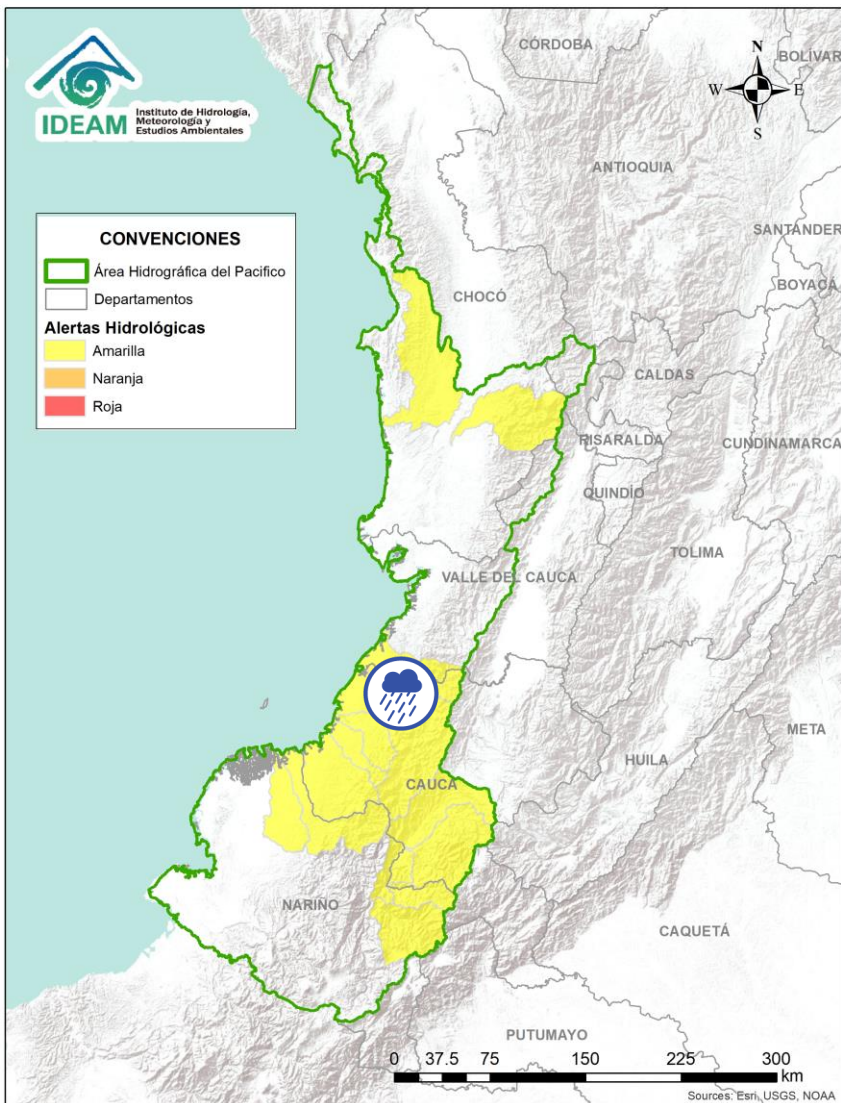 IDEAM
Instituto de Hidrología,
Meteorología y
Estudios Ambientales
CÓRDOBA
BOLÍVAR
N
W
E
S
ANTIOQUIA
SANTANDER
BOYACÁ
CONVENCIONES
Área Hidrográfica del Pacifico
Departamentos
Alertas Hidrológicas
Amarilla
Naranja
Roja
CHOCÓ
CALDAS
RISARALDA
CUNDINAMARCA
QUINDÍO
TOLIMA
VALLE DEL CAUCA
META
HUILA
CAUCA
NARIÑO
CAQUETÁ
PUTUMAYO
0 37.5 75 150 225 300
km
Sources: Esri, USGS, NOAA